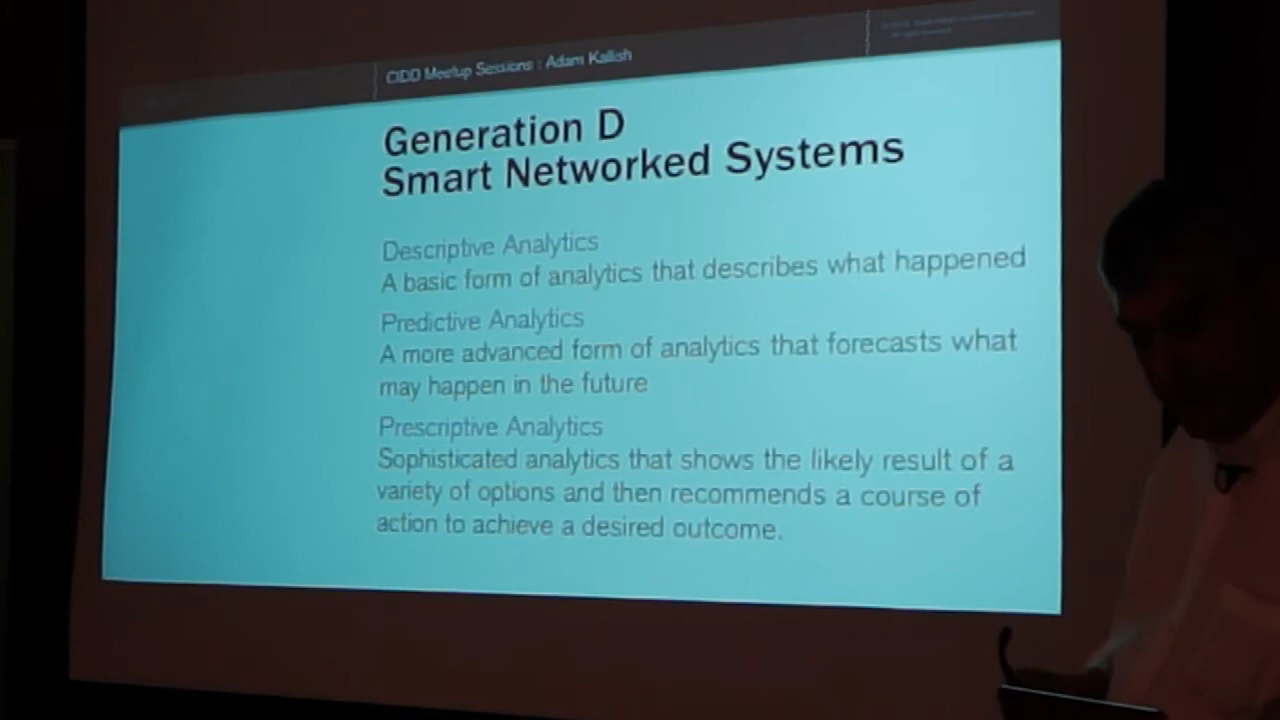 CIDD Meetup Sessions : Adam Kallish
Generation D
Smart Networked Systems
Descriptive Analytics
A basic form of analytics that describes what happened
Predictive Analytics
A more advanced form of analytics that forecasts what
may happen in the future
Prescriptive Analytics
Sophisticated analytics that shows the likely result of a
variety of options and then recommends a course of
action to achieve a desired outcome.